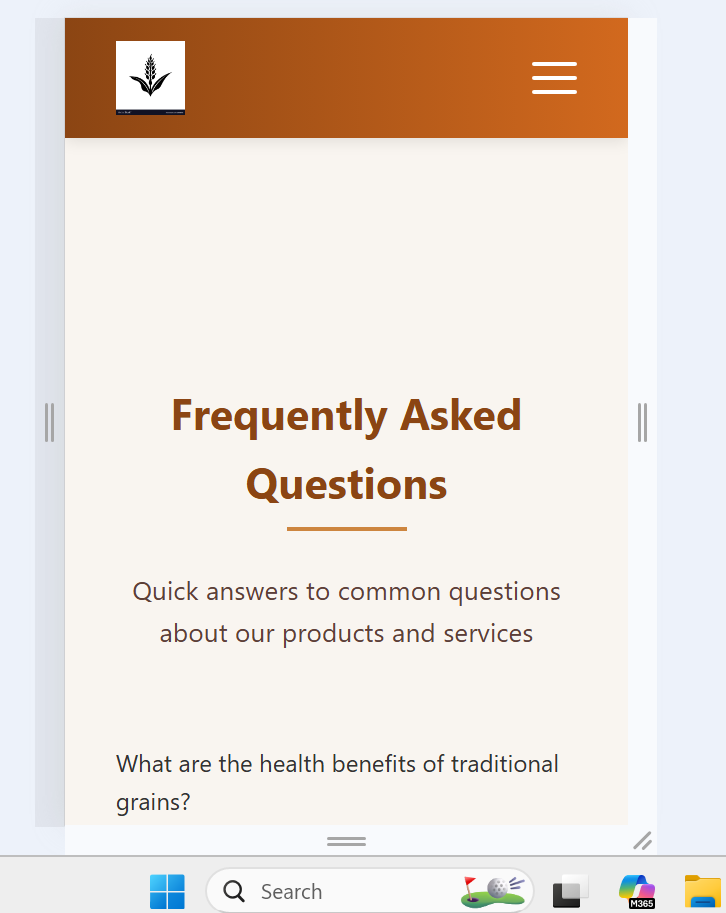 Frequently Asked
Questions
Quick answers to common questions
about our products and services
What are the health benefits of traditional
grains?
Search
M365